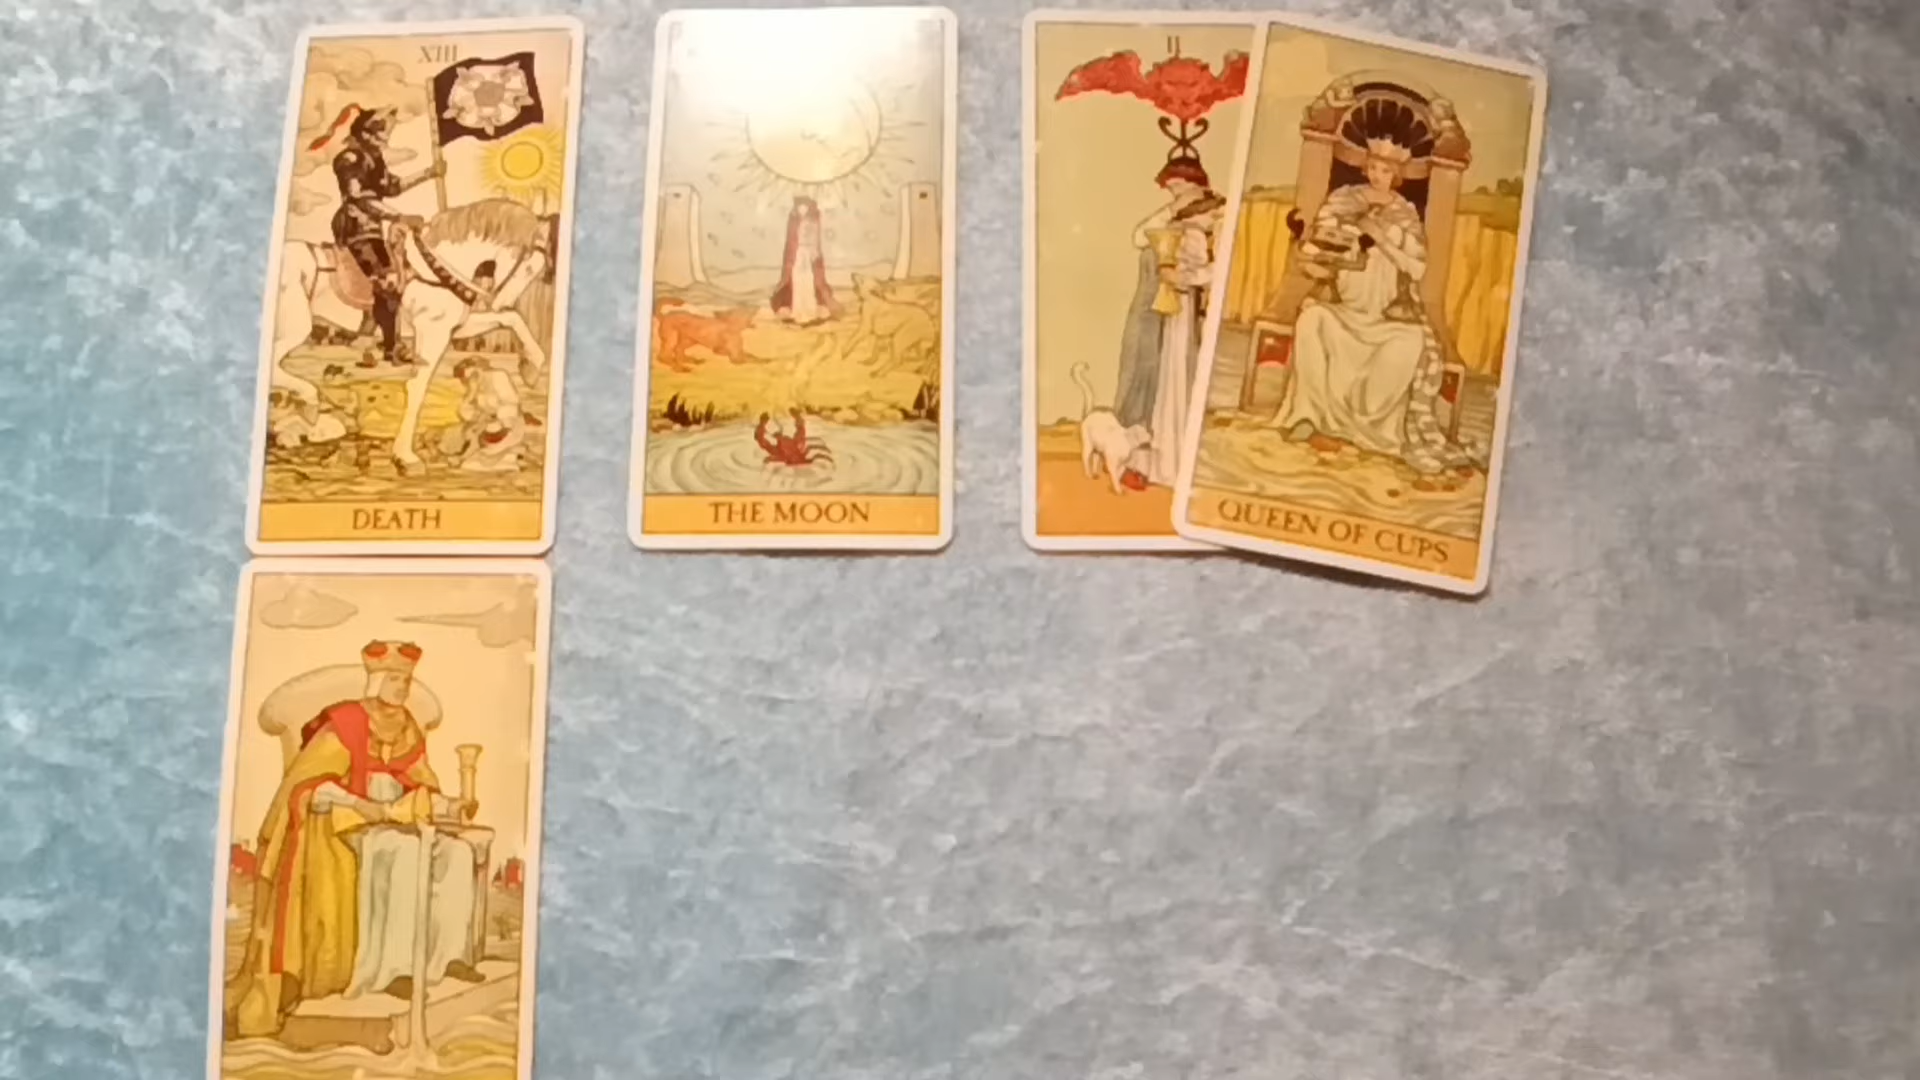 XIII
DEATH
THE MOON
II
QUEEN OF CUPS